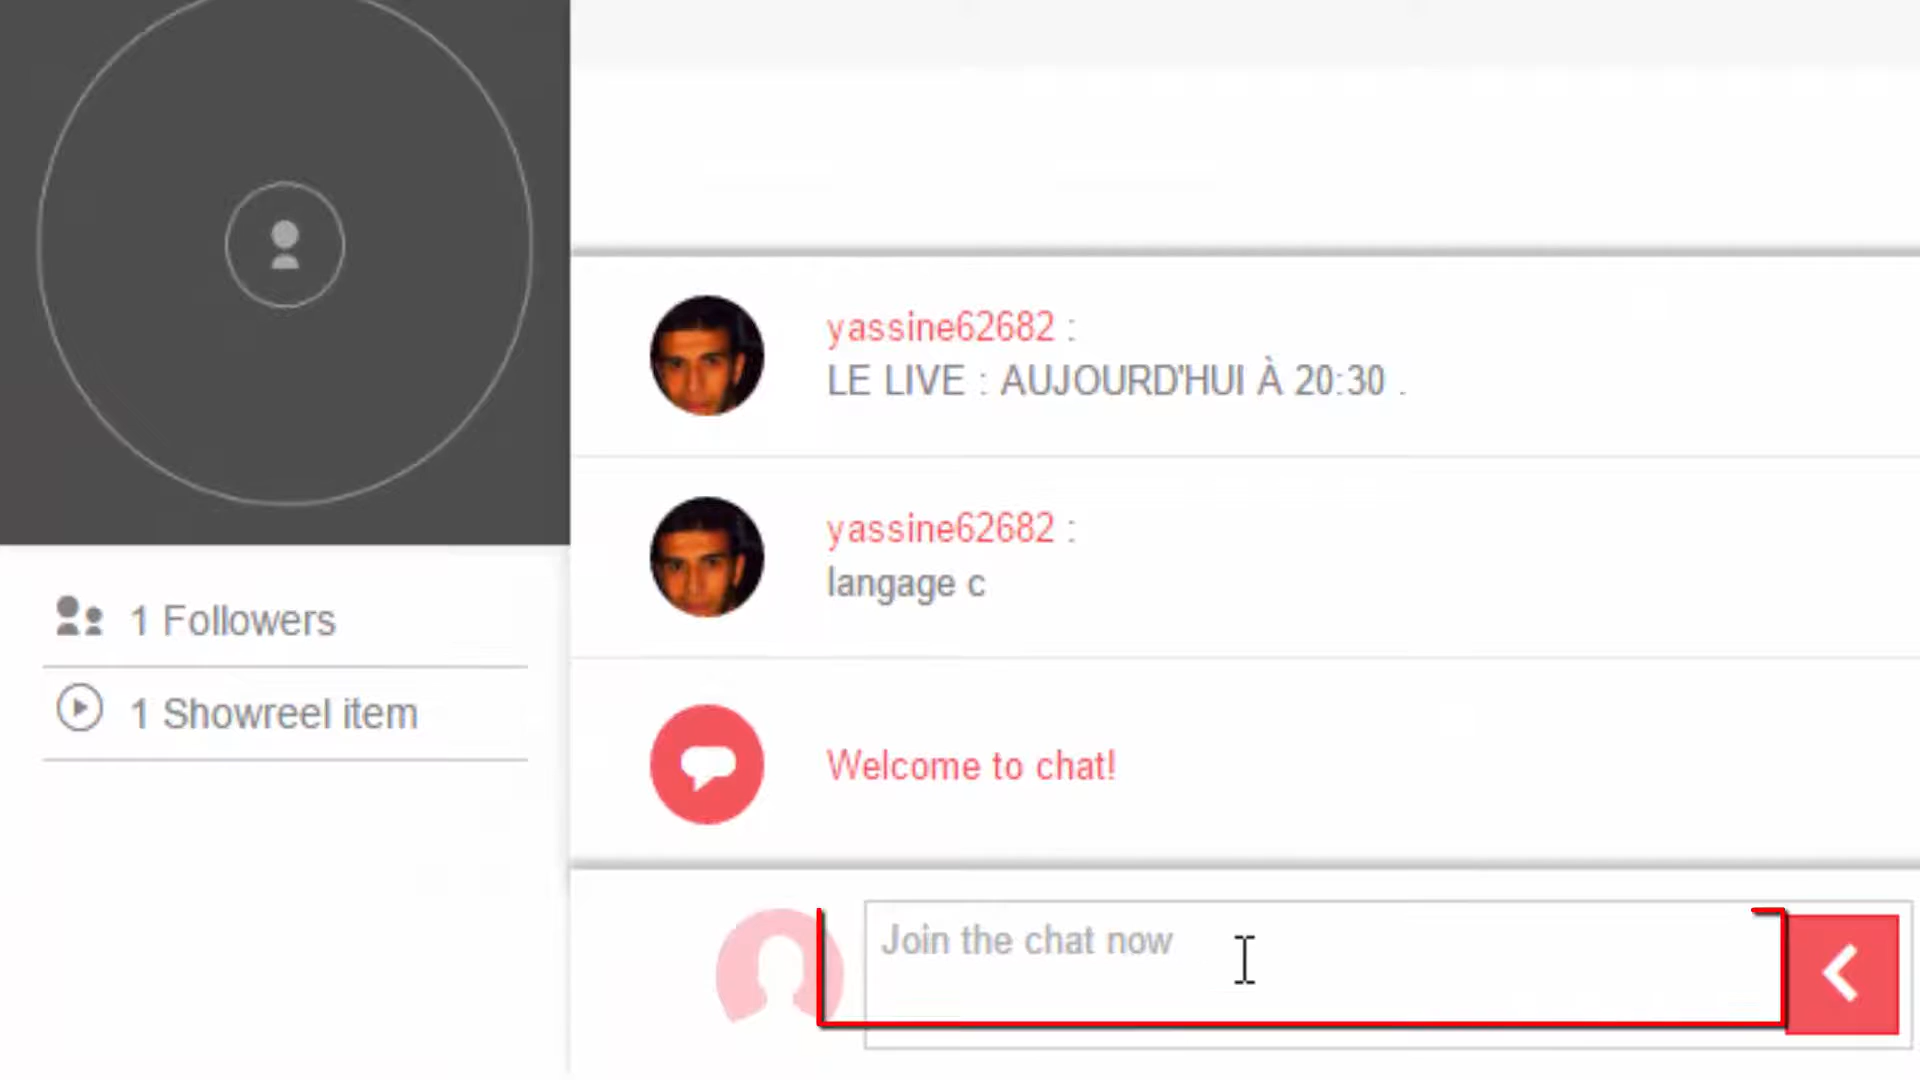 yassine62682 :
LE LIVE : AUJOURD'HUI À 20:30 .
yassine62682 :
langage c
1 Followers
1 Showreel item
Welcome to chat!
Join the chat now